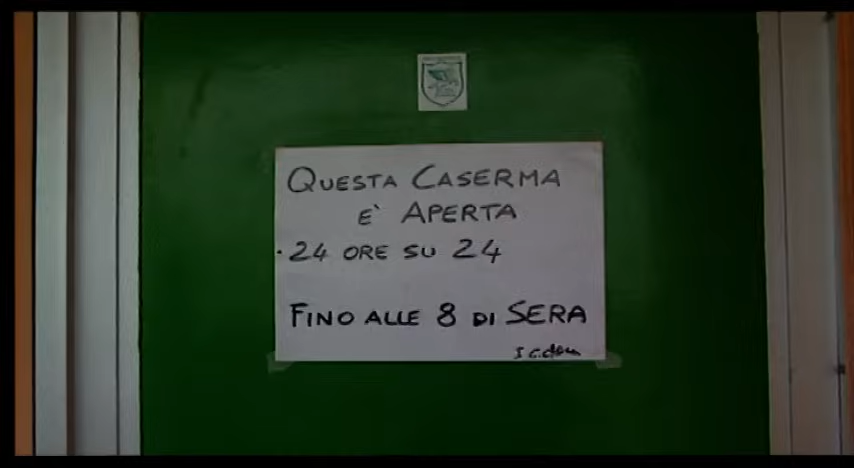 QUESTA CASERMA
E` APERTA
·24 ORE SU 24
FINO ALLE 8 DI SERA